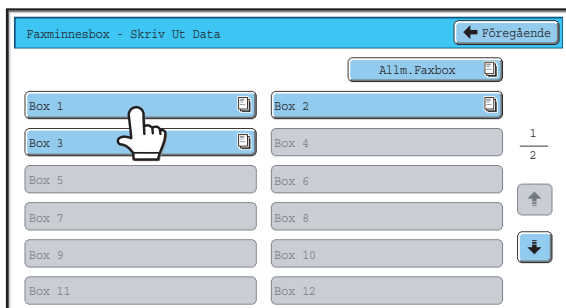 Faxminnesbox - Skriv Ut Data
Föregående
Allm.Faxbox
Box 1
Box 2
Box 3
Box 4
1
2
Box 5
Box 6
Box 7
Box 8
Box 9
Box 10
Box 11
Box 12